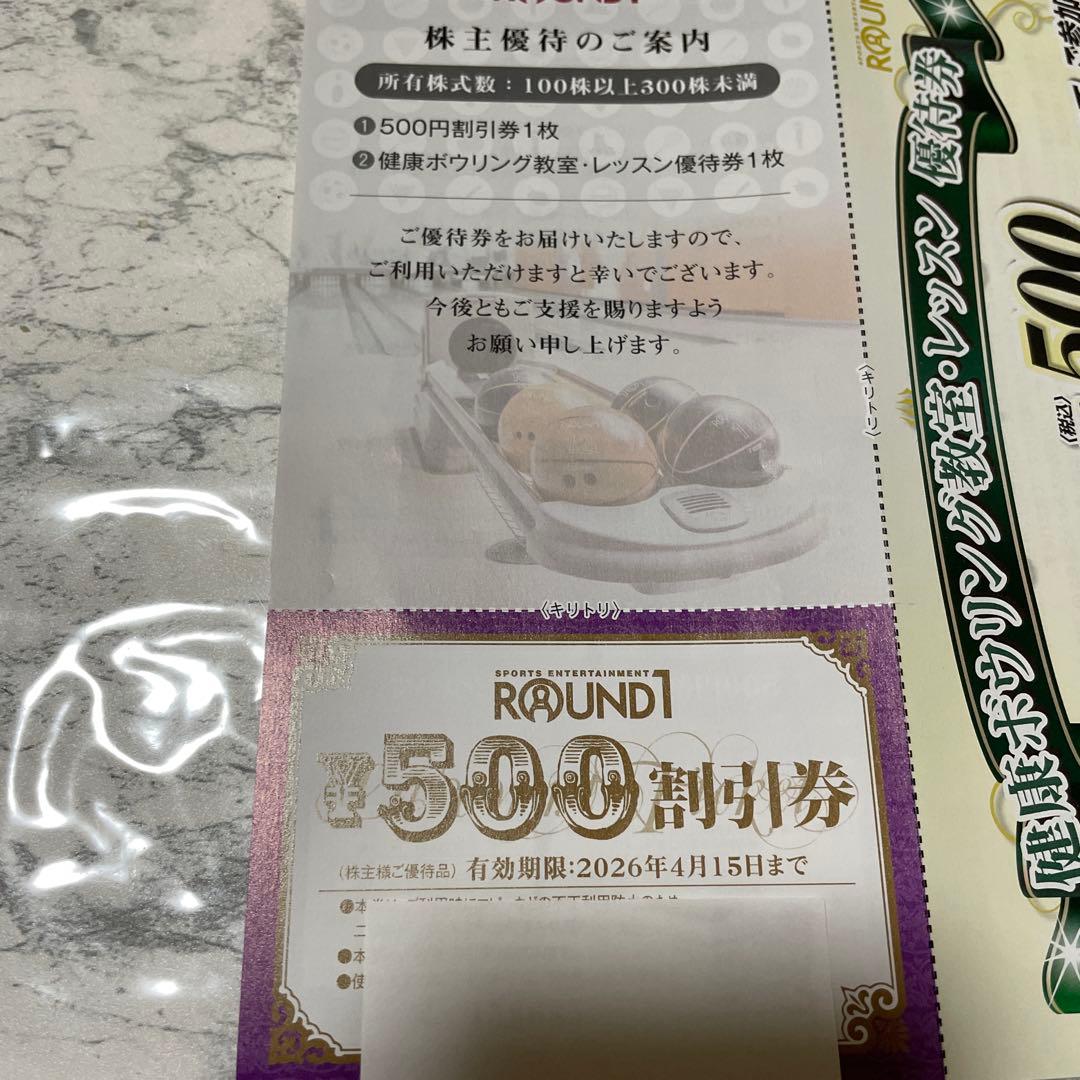 ROUND1
株主優待のご案内
所有株式数：100株以上300株未満
❶500円割引券1枚
❷健康ボウリング教室・レッスン優待券1枚
ご優待券をお届けいたしますので、
ご利用いただけますと幸いでございます。
今後ともご支援を賜りますよう
お願い申し上げます。
〈キリトリ〉
SPORTS ENTERTAINMENT
ROUND1
¥500割引券
(株主様ご優待品) 有効期限:2026年4月15日まで
●本
●本
●使
〈キリトリ〉
健康ボウリング教室・レッスン 優待券
ROUND
ご参加
500
(税込)